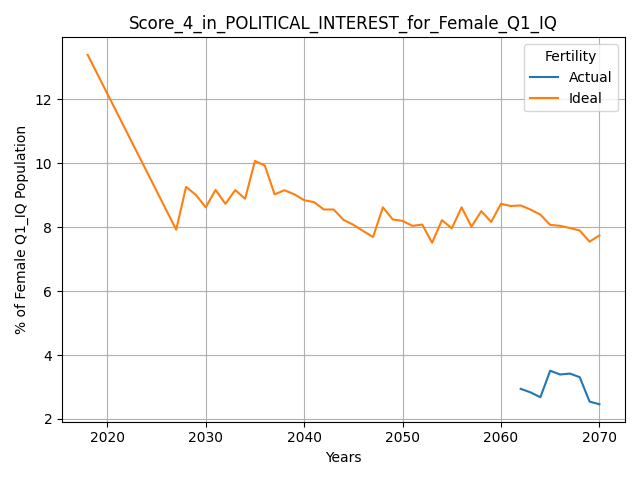 Score_4_in_POLITICAL_INTEREST_for_Female_Q1_IQ
Fertility
Actual
Ideal
% of Female Q1_IQ Population
12
10
8
6
4
2
2020 2030 2040 2050 2060 2070
Years